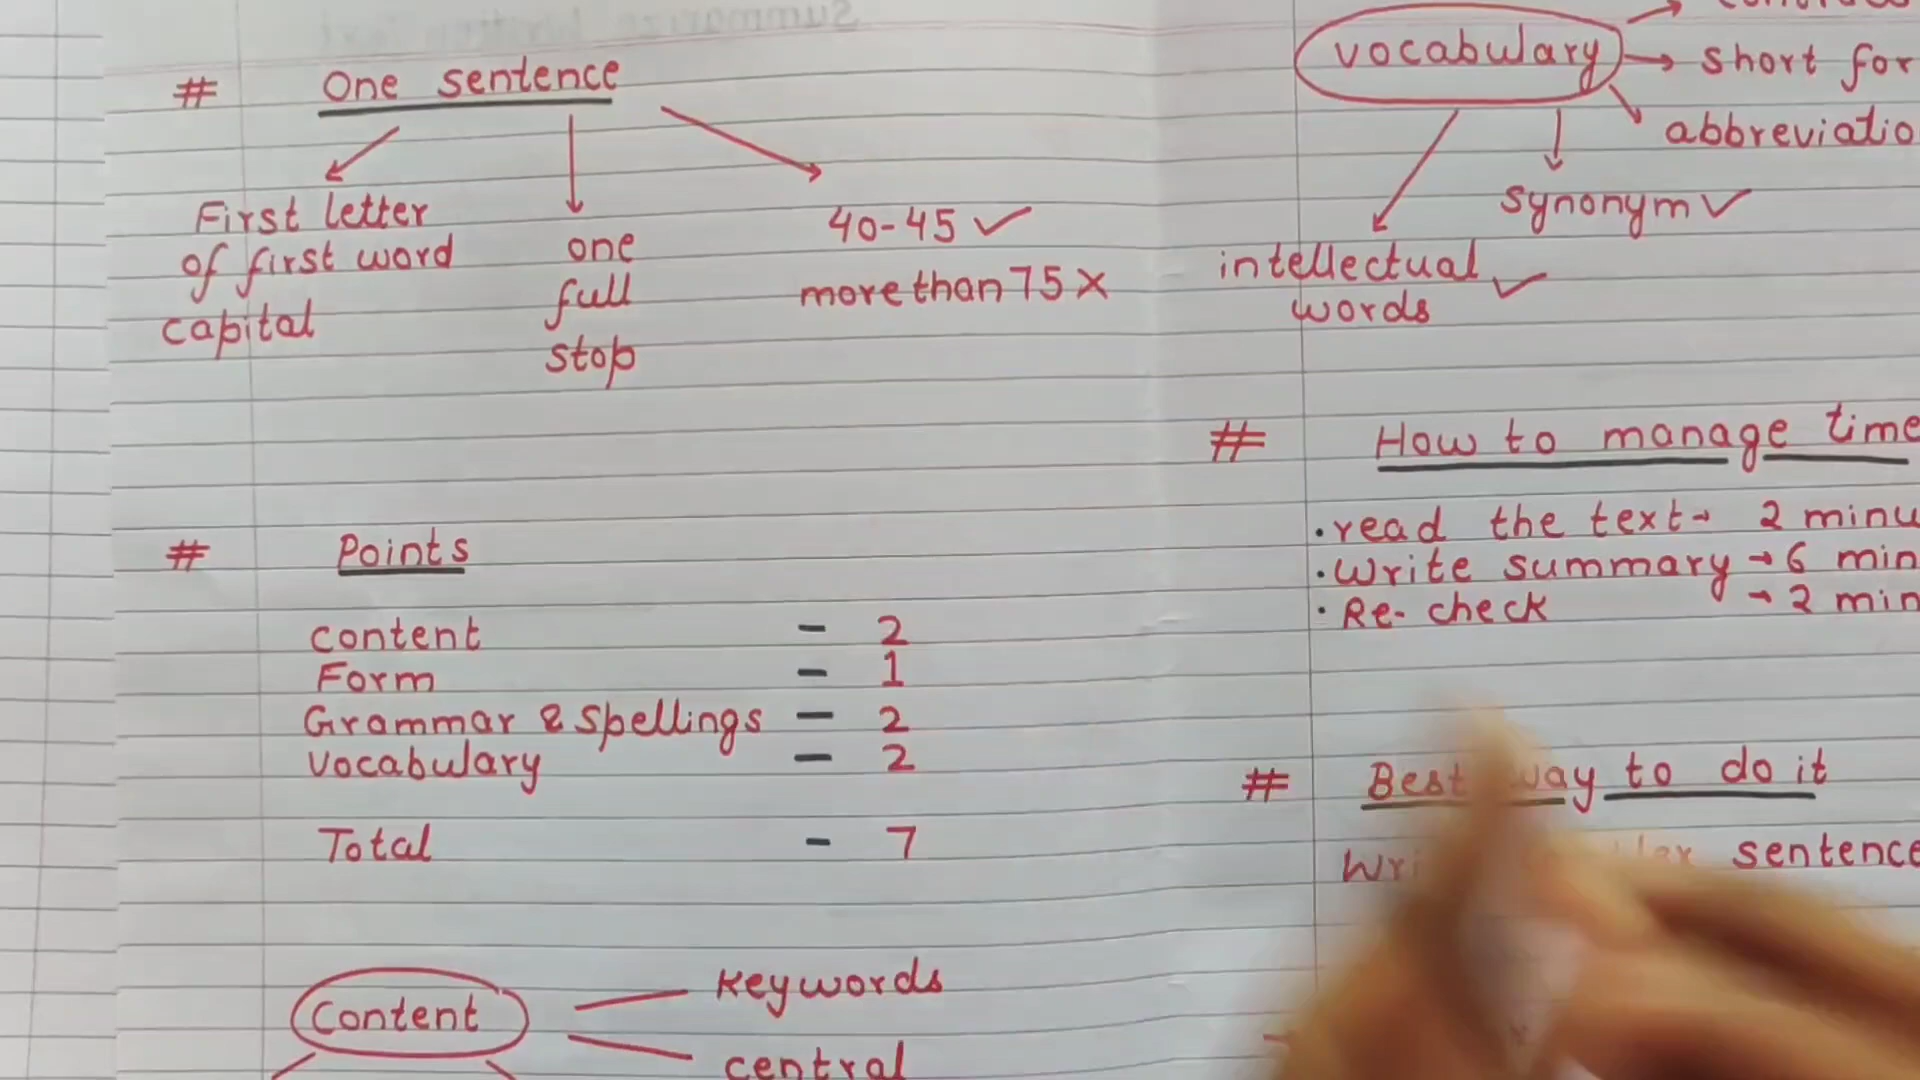 # One sentence
First letter
of first word
capital
one
full
stop
40-45 ✓
more than 75 ×
# Points
content - 2
Form - 1
Grammar & Spellings - 2
Vocabulary - 2
Total - 7
Content
Keywords
central
vocabulary
short for
abbreviatio
synonym ✓
intellectual
words ✓
# How to manage time
• read the text → 2 minu
• Write summary → 6 min
• Re-check → 2 min
# Best way to do it
sentence